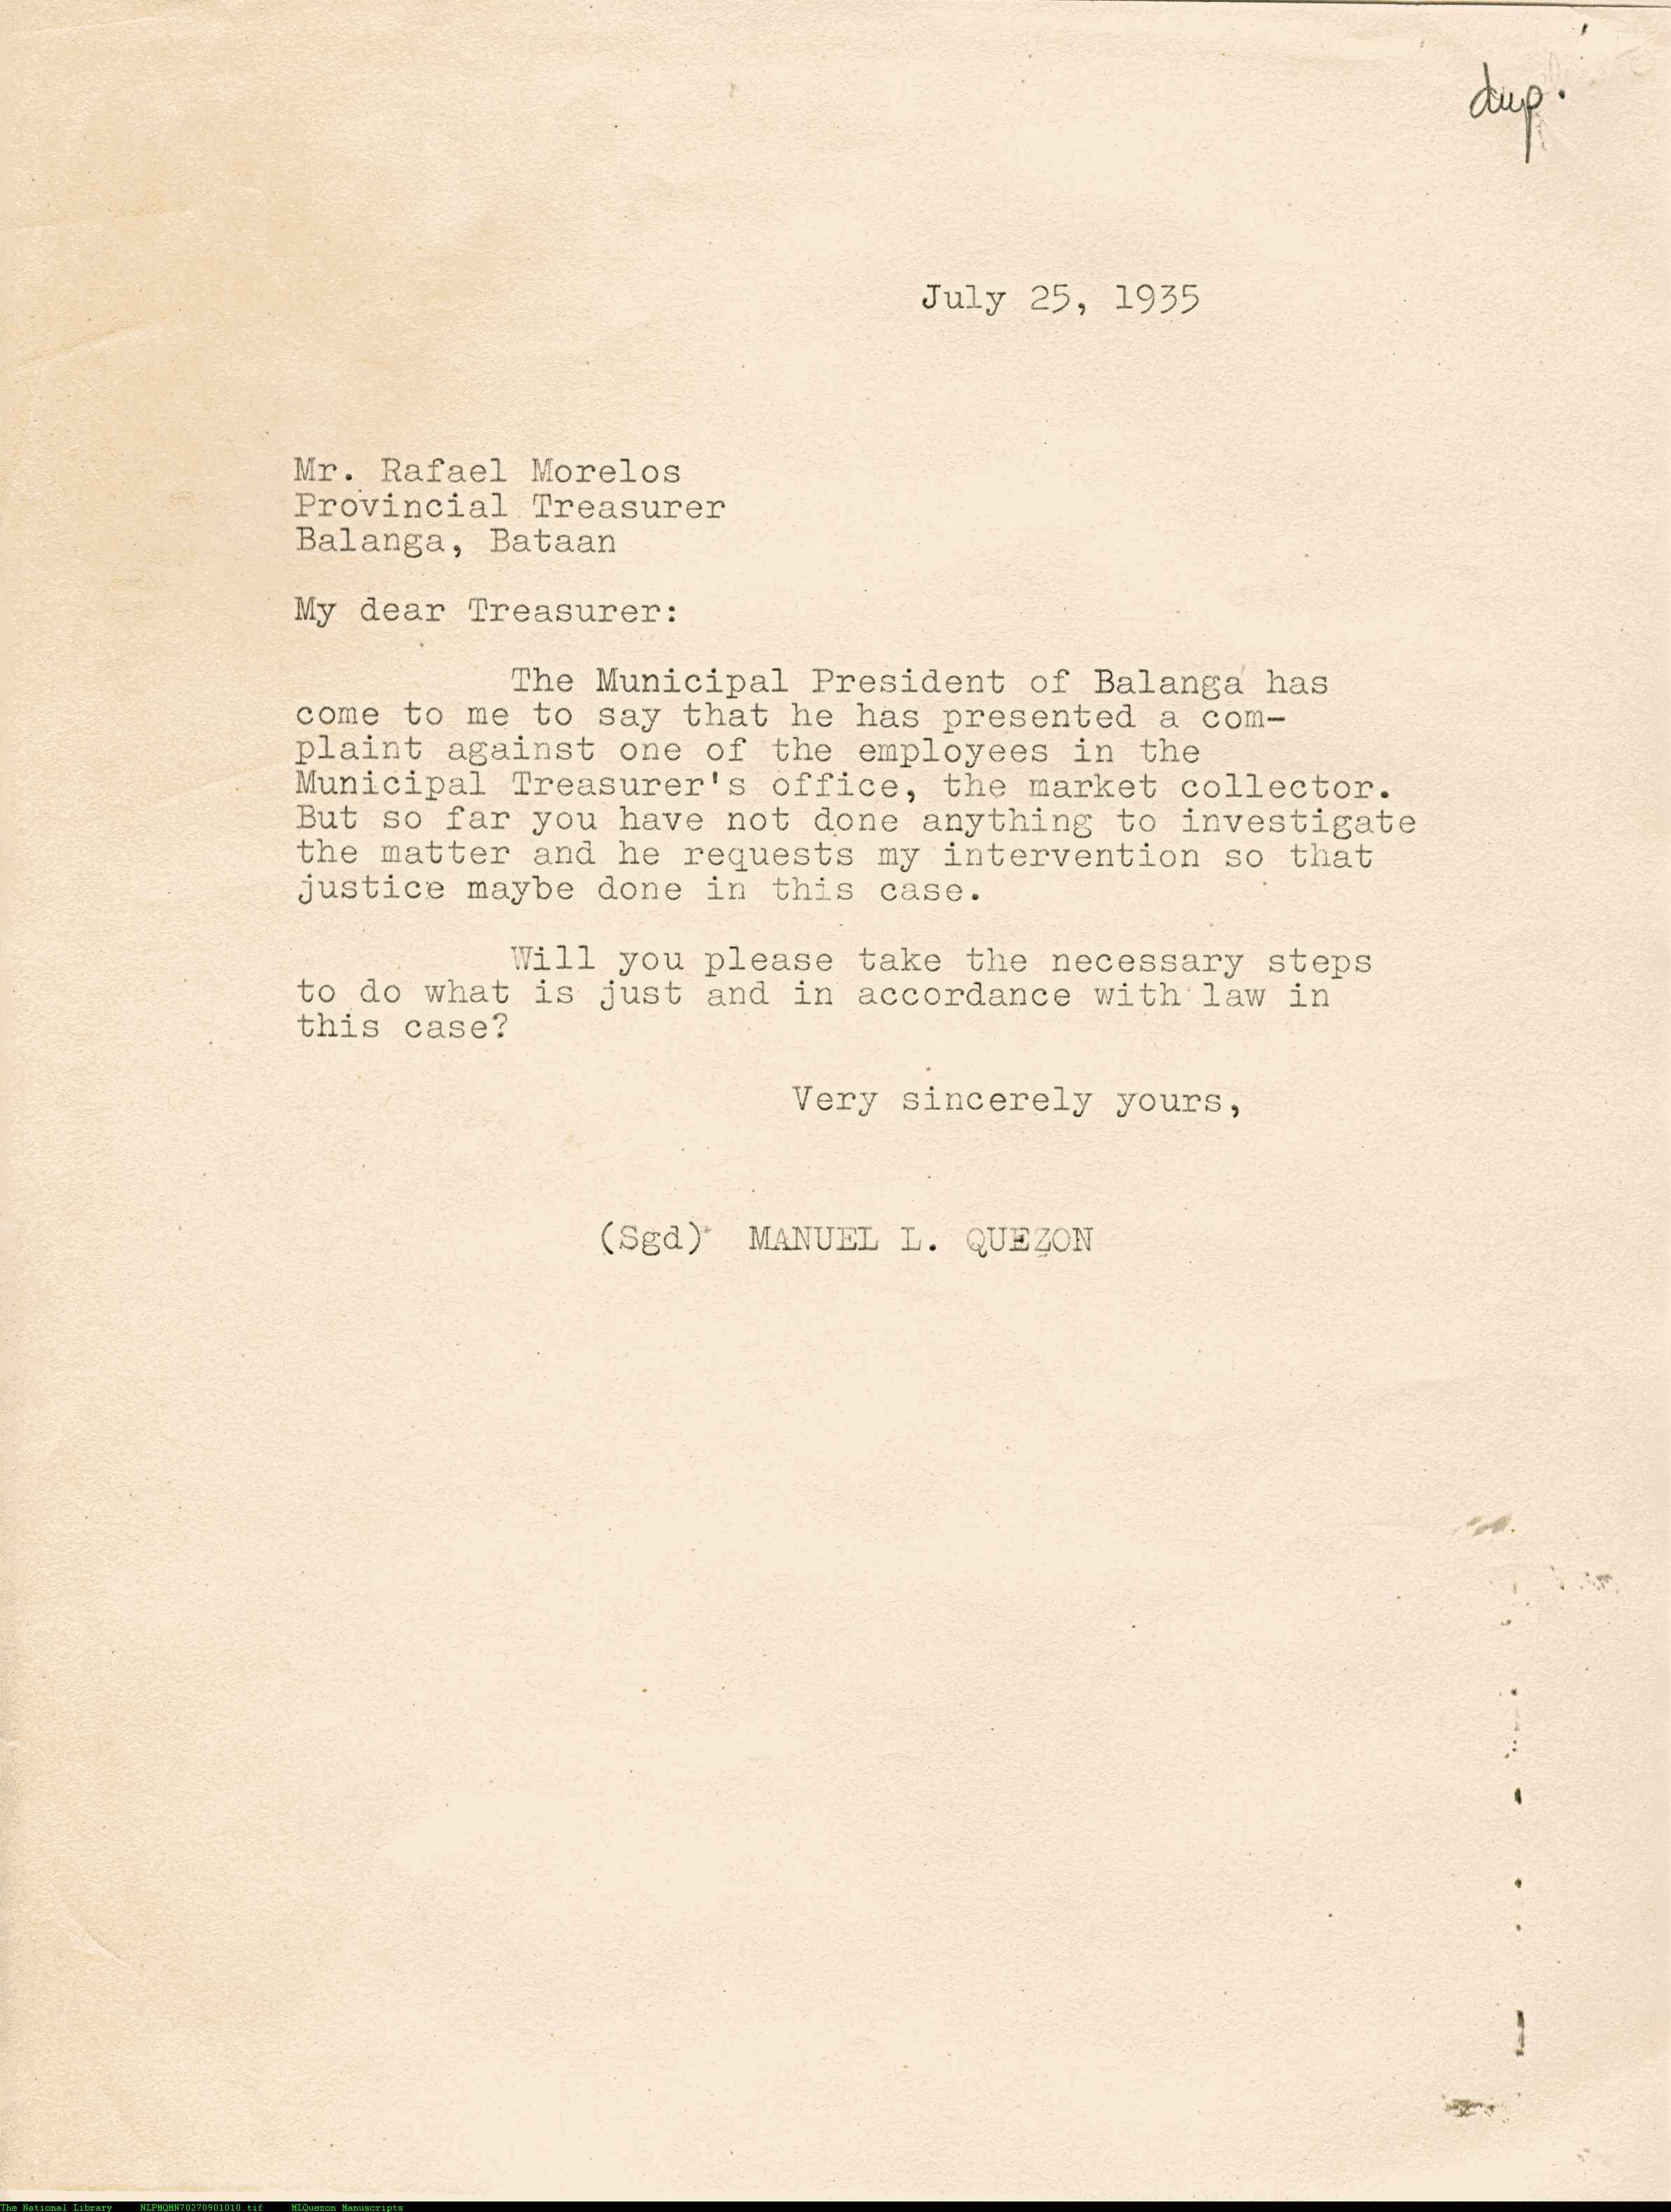 dup.
July 25, 1935
Mr. Rafael Morelos
Provincial Treasurer
Balanga, Bataan
My dear Treasurer:
The Municipal President of Balanga has
come to me to say that he has presented a com-
plaint against one of the employees in the
Municipal Treasurer's office, the market collector.
But so far you have not done anything to investigate
the matter and he requests my intervention so that
justice maybe done in this case.
Will you please take the necessary steps
to do what is just and in accordance with law in
this case?
Very sincerely yours,
(Sgd) MANUEL L. QUEZON
The National Library NLPMQMN70270901010.tif MLQuezon Manuscripts